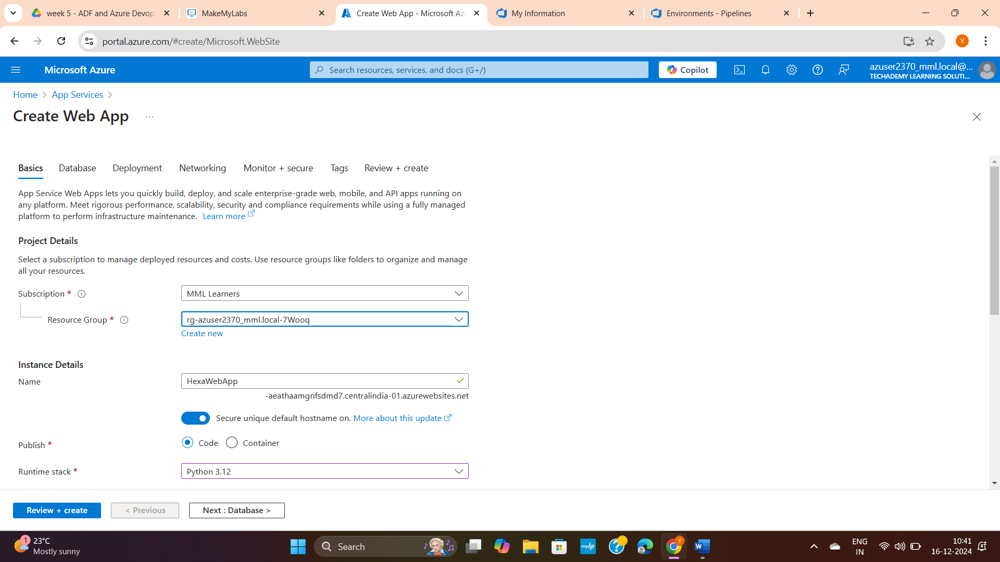 week 5 - ADF and Azure Devop
MakeMyLabs
Create Web App - Microsoft Az
My Information
Environments - Pipelines
portal.azure.com/#create/Microsoft.WebSite
Y
Microsoft Azure
Search resources, services, and docs (G+/)
Copilot
azuser2370_mml.local@...
TECHADEMY LEARNING SOLUTI...
Home > App Services >
Create Web App ...
Basics Database Deployment Networking Monitor + secure Tags Review + create
App Service Web Apps lets you quickly build, deploy, and scale enterprise-grade web, mobile, and API apps running on
any platform. Meet rigorous performance, scalability, security and compliance requirements while using a fully managed
platform to perform infrastructure maintenance. Learn more
Project Details
Select a subscription to manage deployed resources and costs. Use resource groups like folders to organize and manage
all your resources.
Subscription *
MML Learners
Resource Group *
rg-azuser2370_mml.local-7Wooq
Create new
Instance Details
Name
HexaWebApp
-aeathaamgnfsdmd7.centralindia-01.azurewebsites.net
Secure unique default hostname on. More about this update
Publish *
Code Container
Runtime stack *
Python 3.12
Review + create
< Previous
Next : Database >
1
23°C
Mostly sunny
Search
myhp
Y
W
ENG
IN
10:41
16-12-2024